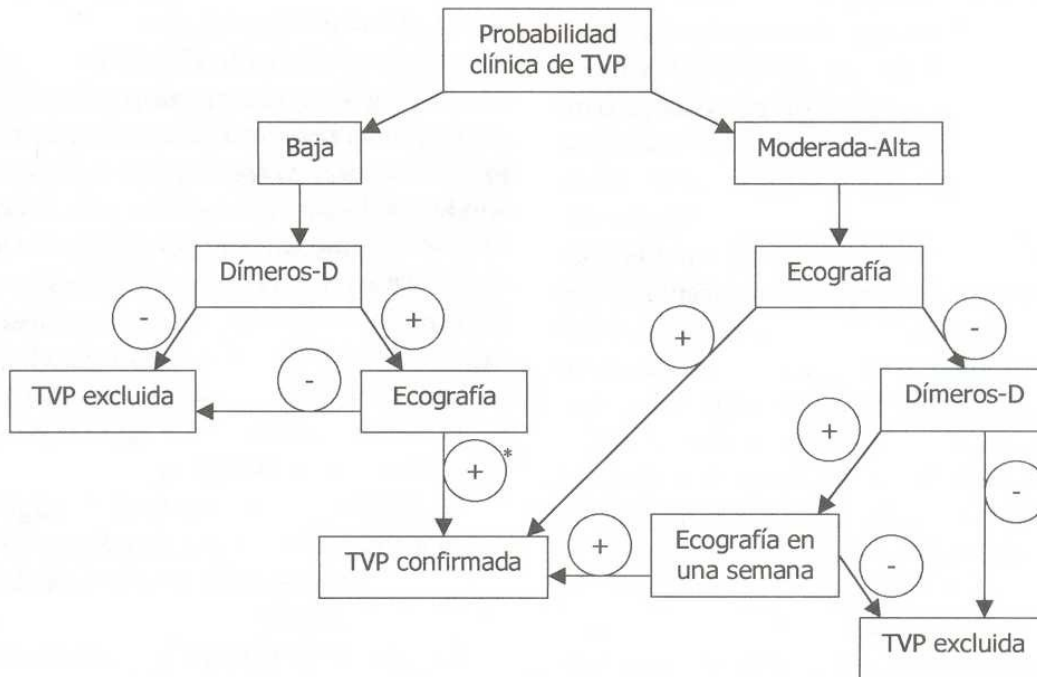 Probabilidad
clínica de TVP
Baja
Moderada-Alta
Dímeros-D
Ecografía
-
+
+
-
TVP excluida
-
Ecografía
Dímeros-D
+*
+
-
TVP confirmada
+
Ecografía en
una semana
-
TVP excluida